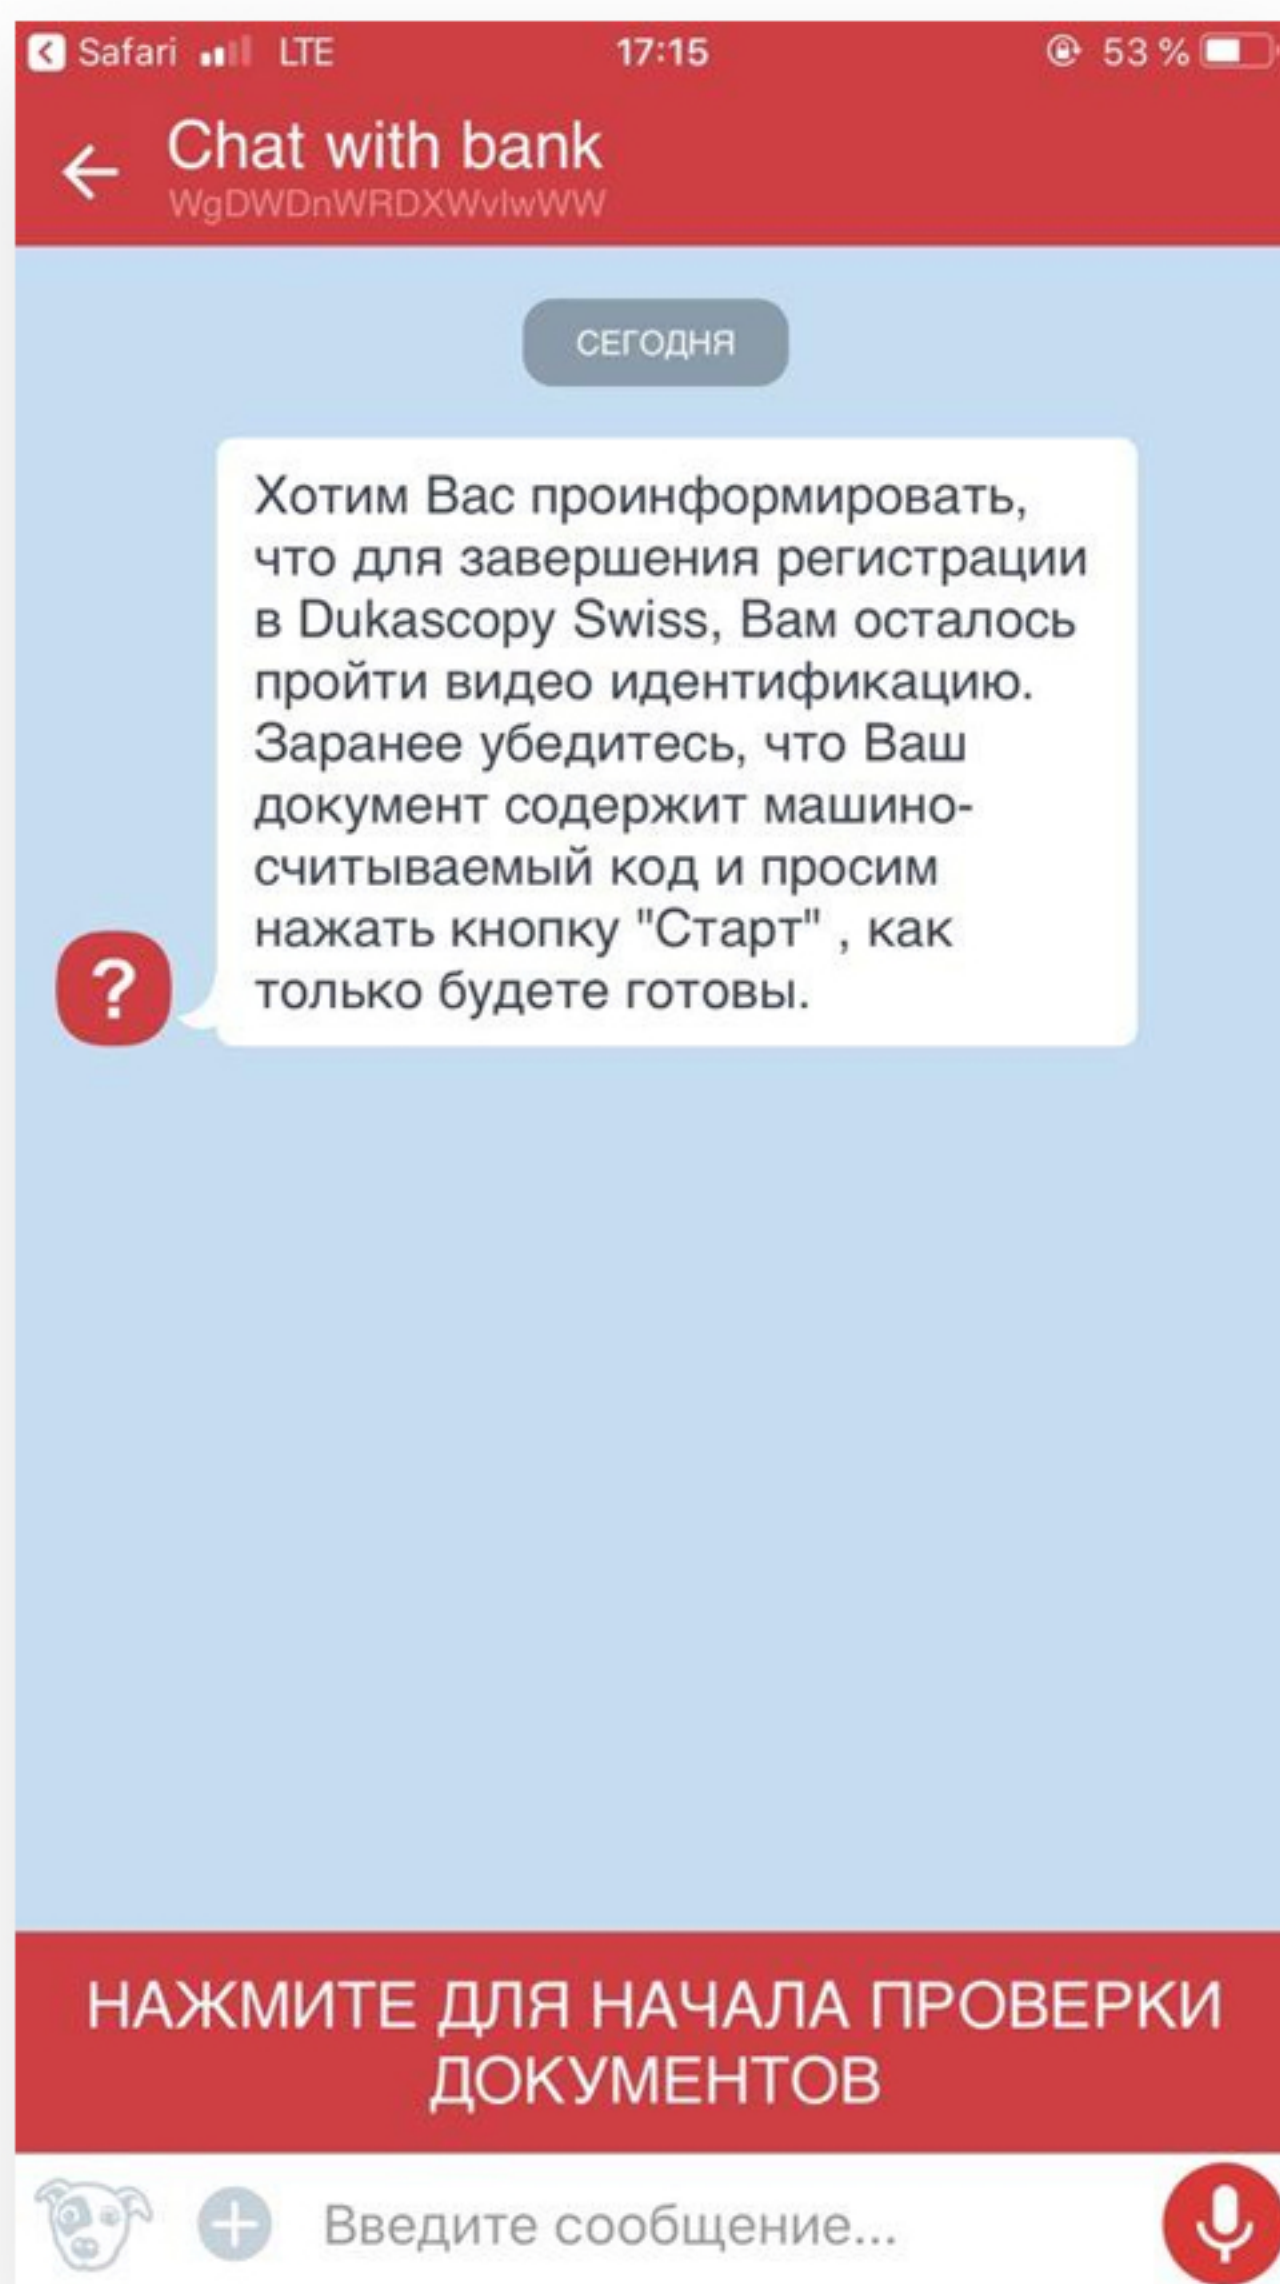 Safari LTE 17:15 53 %
Chat with bank
WgDWDnWRDXWvIwWW
СЕГОДНЯ
Хотим Вас проинформировать,
что для завершения регистрации
в Dukascopy Swiss, Вам осталось
пройти видео идентификацию.
Заранее убедитесь, что Ваш
документ содержит машино-
считываемый код и просим
нажать кнопку "Старт" , как
только будете готовы.
?
НАЖМИТЕ ДЛЯ НАЧАЛА ПРОВЕРКИ
ДОКУМЕНТОВ
Введите сообщение...